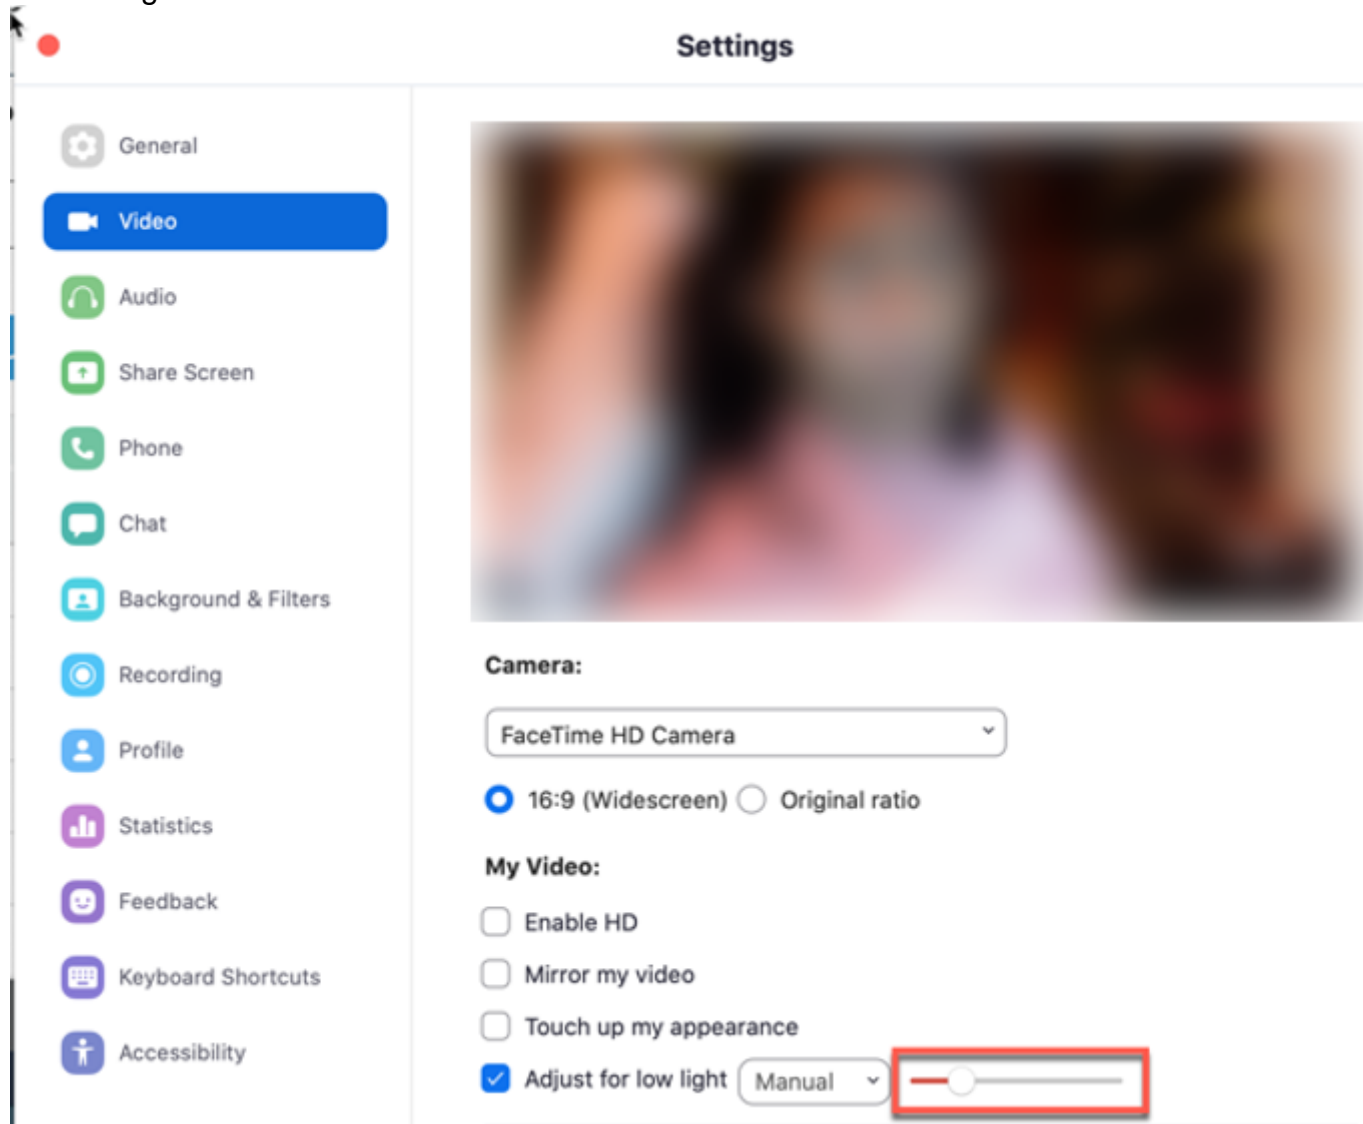 Settings
General
Video
Audio
Share Screen
Phone
Chat
Background & Filters
Recording
Profile
Statistics
Feedback
Keyboard Shortcuts
Accessibility
Camera:
FaceTime HD Camera
16:9 (Widescreen) Original ratio
My Video:
Enable HD
Mirror my video
Touch up my appearance
Adjust for low light Manual